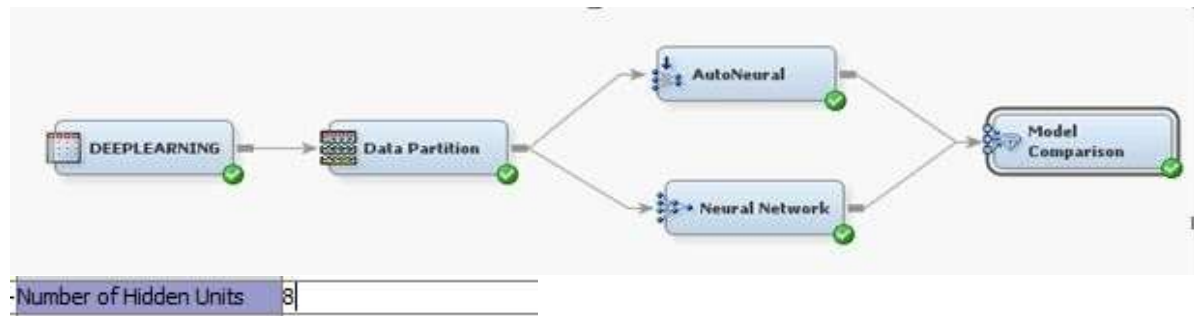 AutoNeural
DEEPLEARNING
Data Partition
Model
Comparison
Neural Network
Number of Hidden Units 8